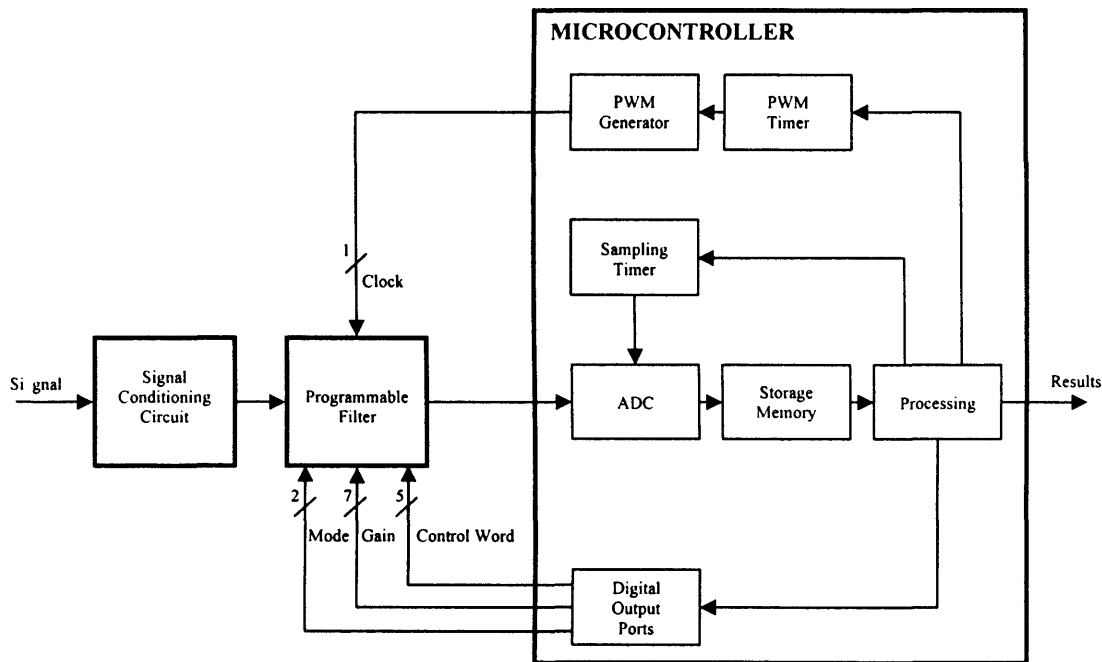 MICROCONTROLLER
PWM
Generator
PWM
Timer
1
Clock
Sampling
Timer
Si gnal
Signal
Conditioning
Circuit
Programmable
Filter
ADC
Storage
Memory
Processing
Results
2
7
5
Mode
Gain
Control Word
Digital
Output
Ports